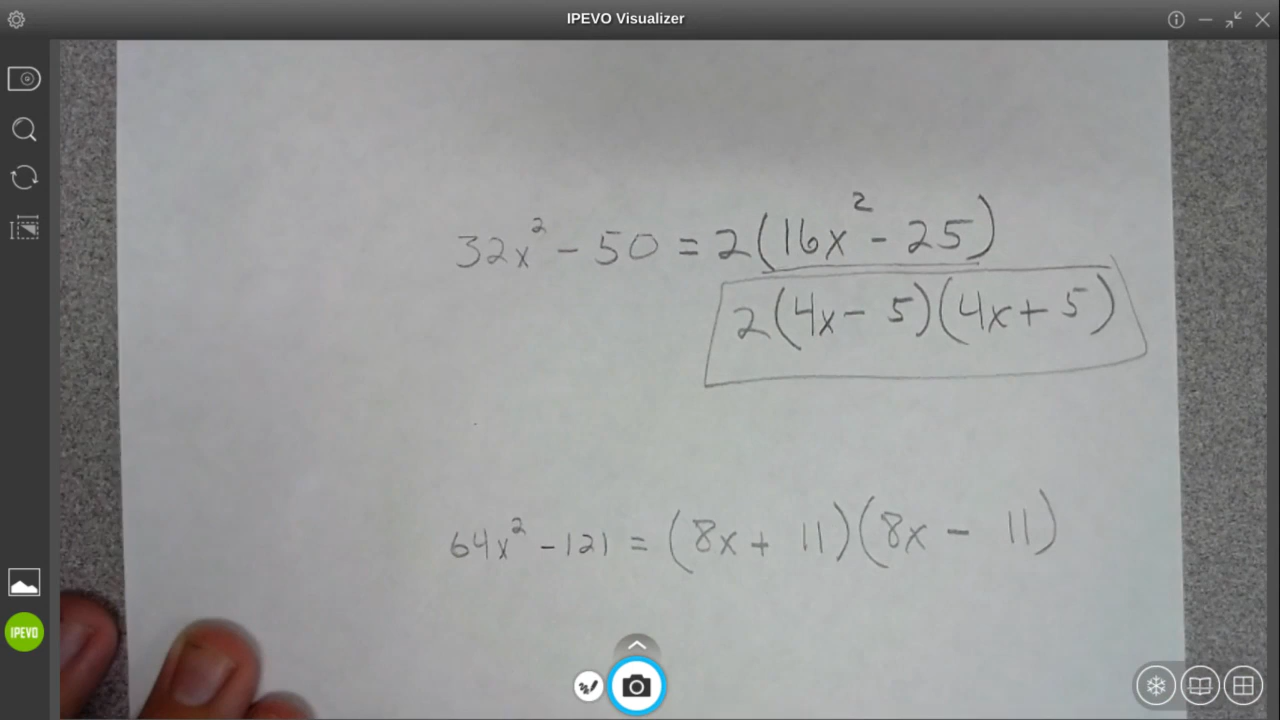 IPEVO Visualizer
32x² - 50 = 2(16x² - 25)
2(4x - 5)(4x + 5)
64x² - 121 = (8x + 11)(8x - 11)
IPEVO